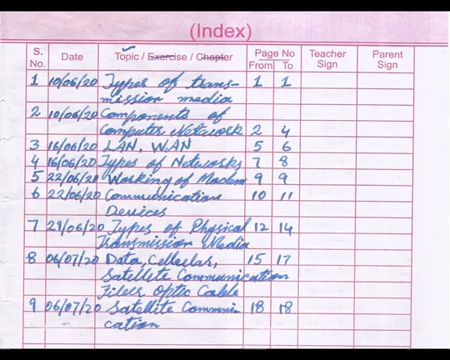 (Index)
S. No. Date Topic / Exercise / Chapter Page No From To Teacher Sign Parent Sign
1 10/06/20 Types of trans- 1 1
mission media
2 10/06/20 Components of
Computer Network 2 4
3 16/06/20 LAN, WAN 5 6
4 16/06/20 Types of Networks 7 8
5 22/06/20 Working of Modem 9 9
6 22/06/20 Communication 10 11
Devices
7 29/06/20 Types of Physical 12 14
Transmission Media
8 06/07/20 Data, Cellular, 15 17
Satellite Communication
Fiber Optic Cable
9 06/07/20 Satellite Communi 18 18
cation